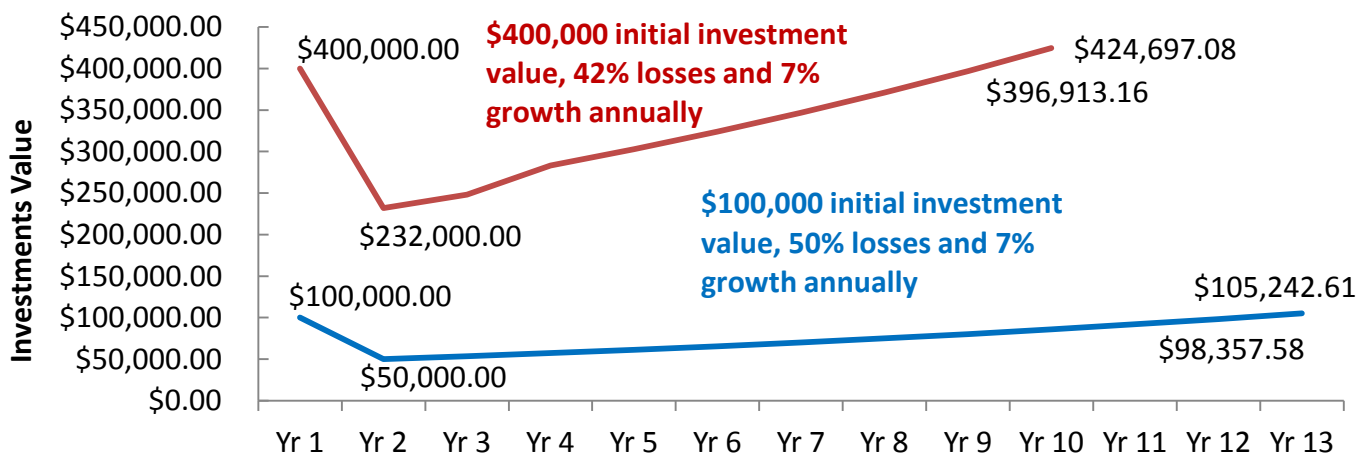 Investments Value
$450,000.00
$400,000.00
$350,000.00
$300,000.00
$250,000.00
$200,000.00
$150,000.00
$100,000.00
$50,000.00
$0.00
$400,000.00
$400,000 initial investment
value, 42% losses and 7%
growth annually
$424,697.08
$396,913.16
$232,000.00
$100,000 initial investment
value, 50% losses and 7%
growth annually
$100,000.00
$105,242.61
$98,357.58
$50,000.00
Yr 1 Yr 2 Yr 3 Yr 4 Yr 5 Yr 6 Yr 7 Yr 8 Yr 9 Yr 10 Yr 11 Yr 12 Yr 13